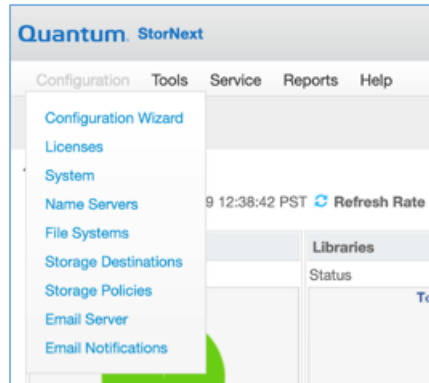 Quantum. StorNext
Configuration Tools Service Reports Help
Configuration Wizard
Licenses
System
Name Servers
9 12:38:42 PST Refresh Rate
File Systems
Storage Destinations
Libraries
Storage Policies
Status
Email Server
Email Notifications